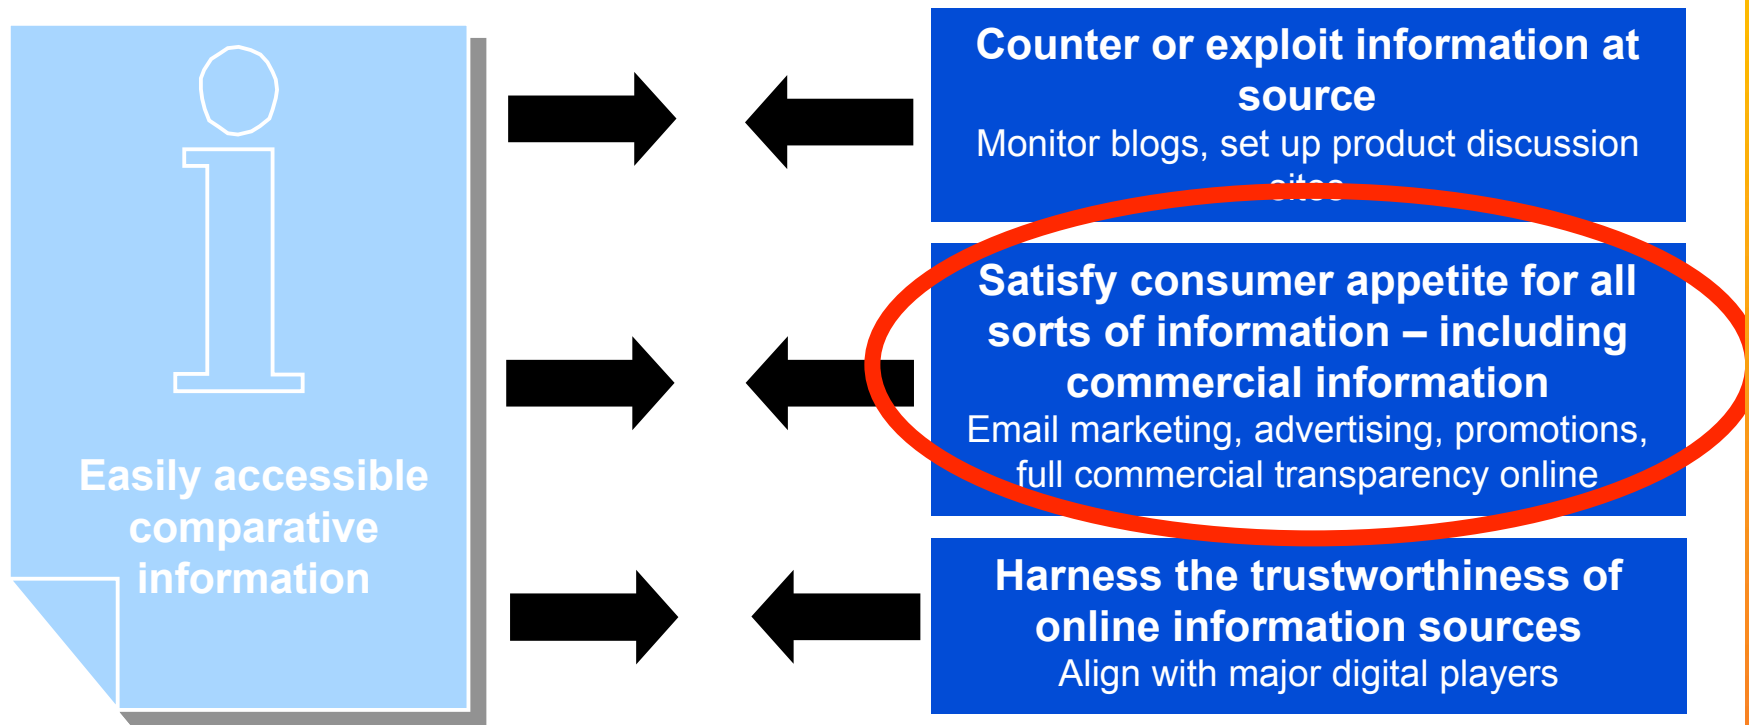 Easily accessible
comparative
information
Counter or exploit information at
source
Monitor blogs, set up product discussion
sites
Satisfy consumer appetite for all
sorts of information – including
commercial information
Email marketing, advertising, promotions,
full commercial transparency online
Harness the trustworthiness of
online information sources
Align with major digital players